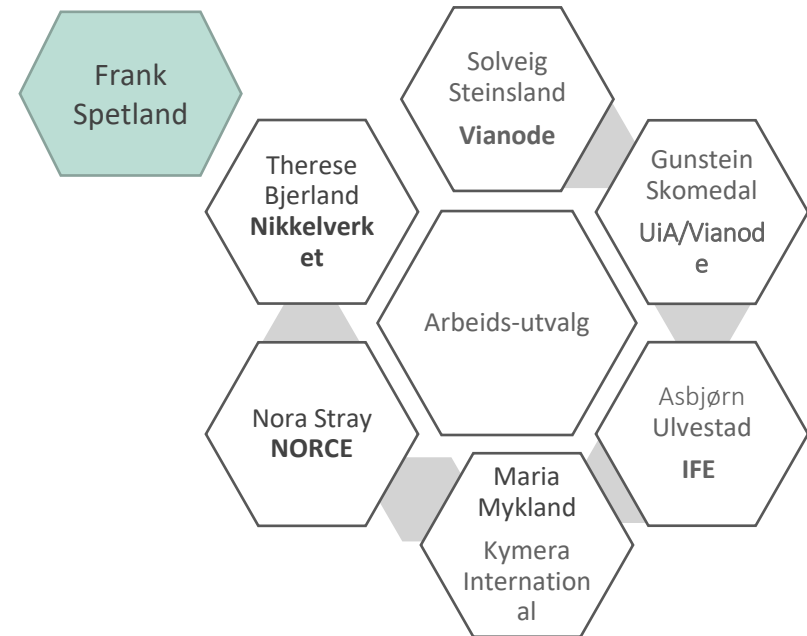 Frank
Spetland
Solveig
Steinsland
Vianode
Therese
Bjerland
Nikkelverk
et
Gunstein
Skomedal
UiA/Vianod
e
Arbeids-utvalg
Nora Stray
NORCE
Asbjørn
Ulvestad
IFE
Maria
Mykland
Kymera
Internation
al